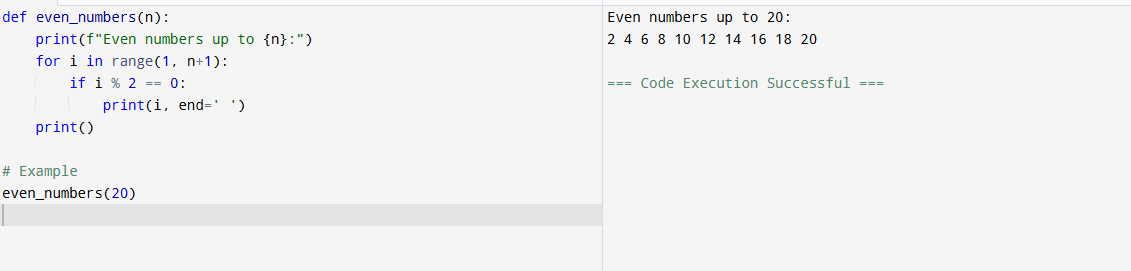 def even_numbers(n):
    print(f"Even numbers up to {n}:")
    for i in range(1, n+1):
        if i % 2 == 0:
            print(i, end=' ')
    print()

# Example
even_numbers(20)
Even numbers up to 20:
2 4 6 8 10 12 14 16 18 20

=== Code Execution Successful ===